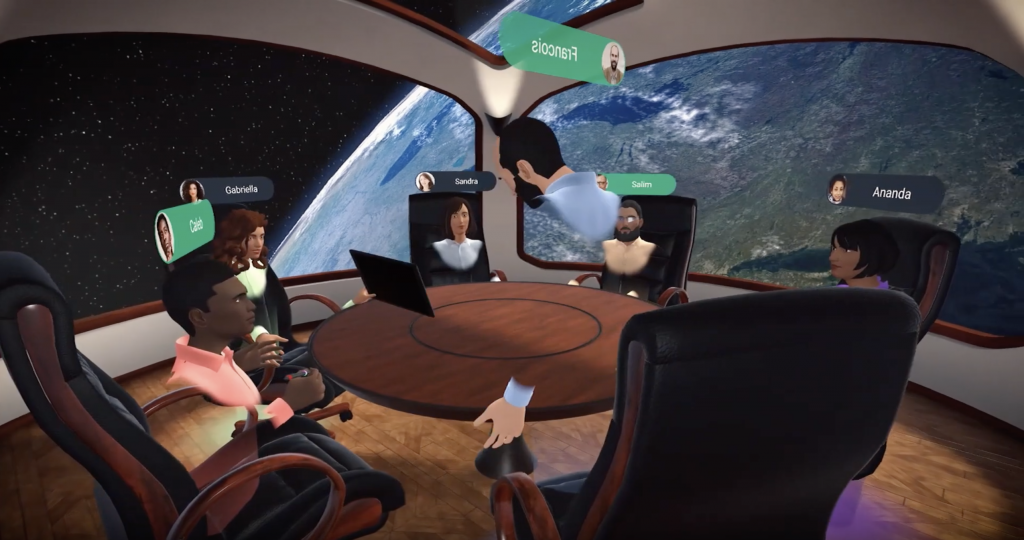 Francois
Gabriella
Sandra
Salim
Ananda
Caleb